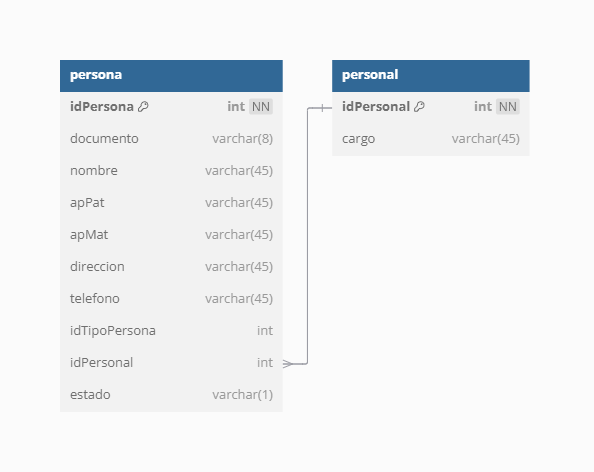 persona
idPersona int NN
documento varchar(8)
nombre varchar(45)
apPat varchar(45)
apMat varchar(45)
direccion varchar(45)
telefono varchar(45)
idTipoPersona int
idPersonal int
estado varchar(1)
personal
idPersonal int NN
cargo varchar(45)